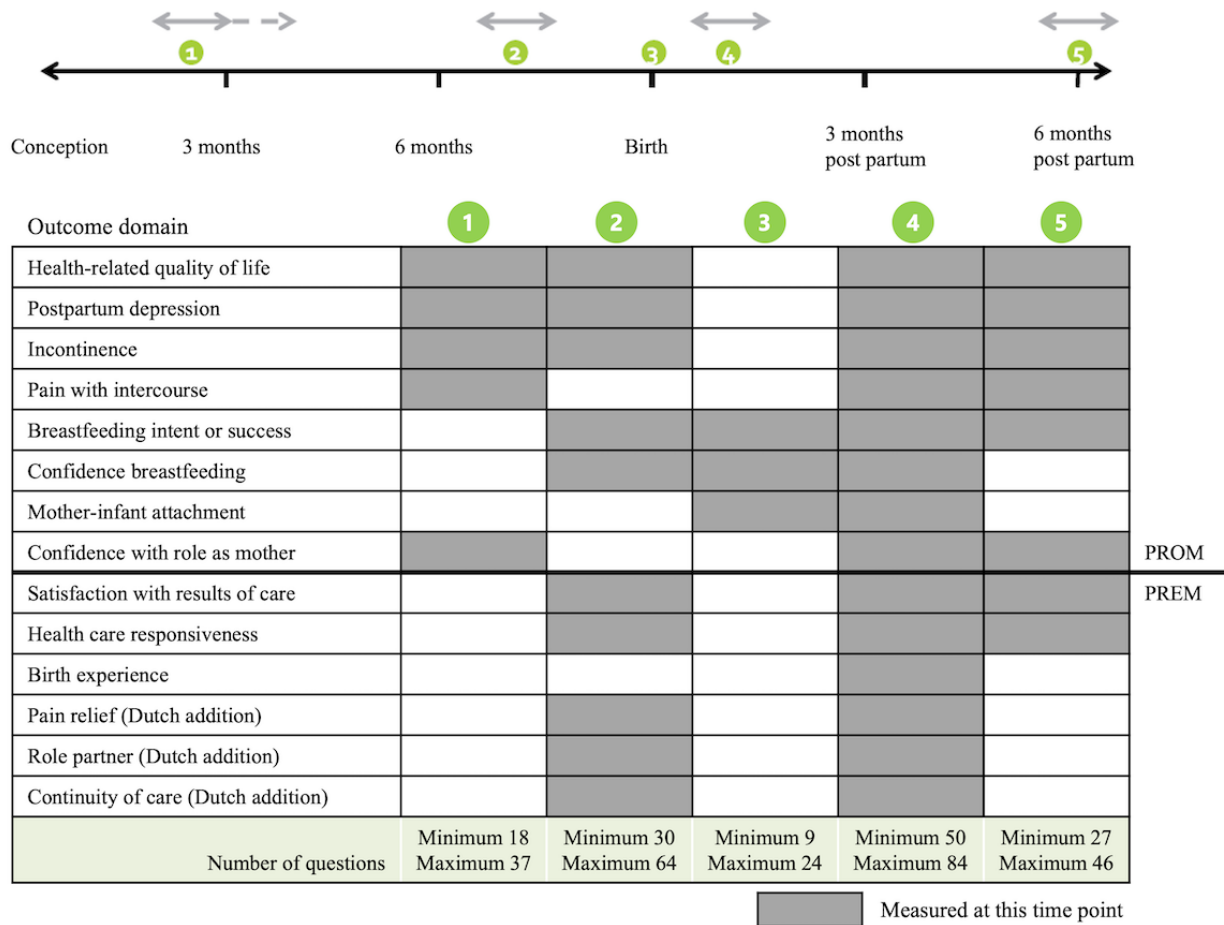 1 2 3 4 5
Conception 3 months 6 months Birth 3 months post partum 6 months post partum
Outcome domain 1 2 3 4 5
Health-related quality of life
Postpartum depression
Incontinence
Pain with intercourse
Breastfeeding intent or success
Confidence breastfeeding
Mother-infant attachment
Confidence with role as mother PROM
Satisfaction with results of care PREM
Health care responsiveness
Birth experience
Pain relief (Dutch addition)
Role partner (Dutch addition)
Continuity of care (Dutch addition)
Number of questions
Minimum 18 Minimum 30 Minimum 9 Minimum 50 Minimum 27
Maximum 37 Maximum 64 Maximum 24 Maximum 84 Maximum 46
Measured at this time point